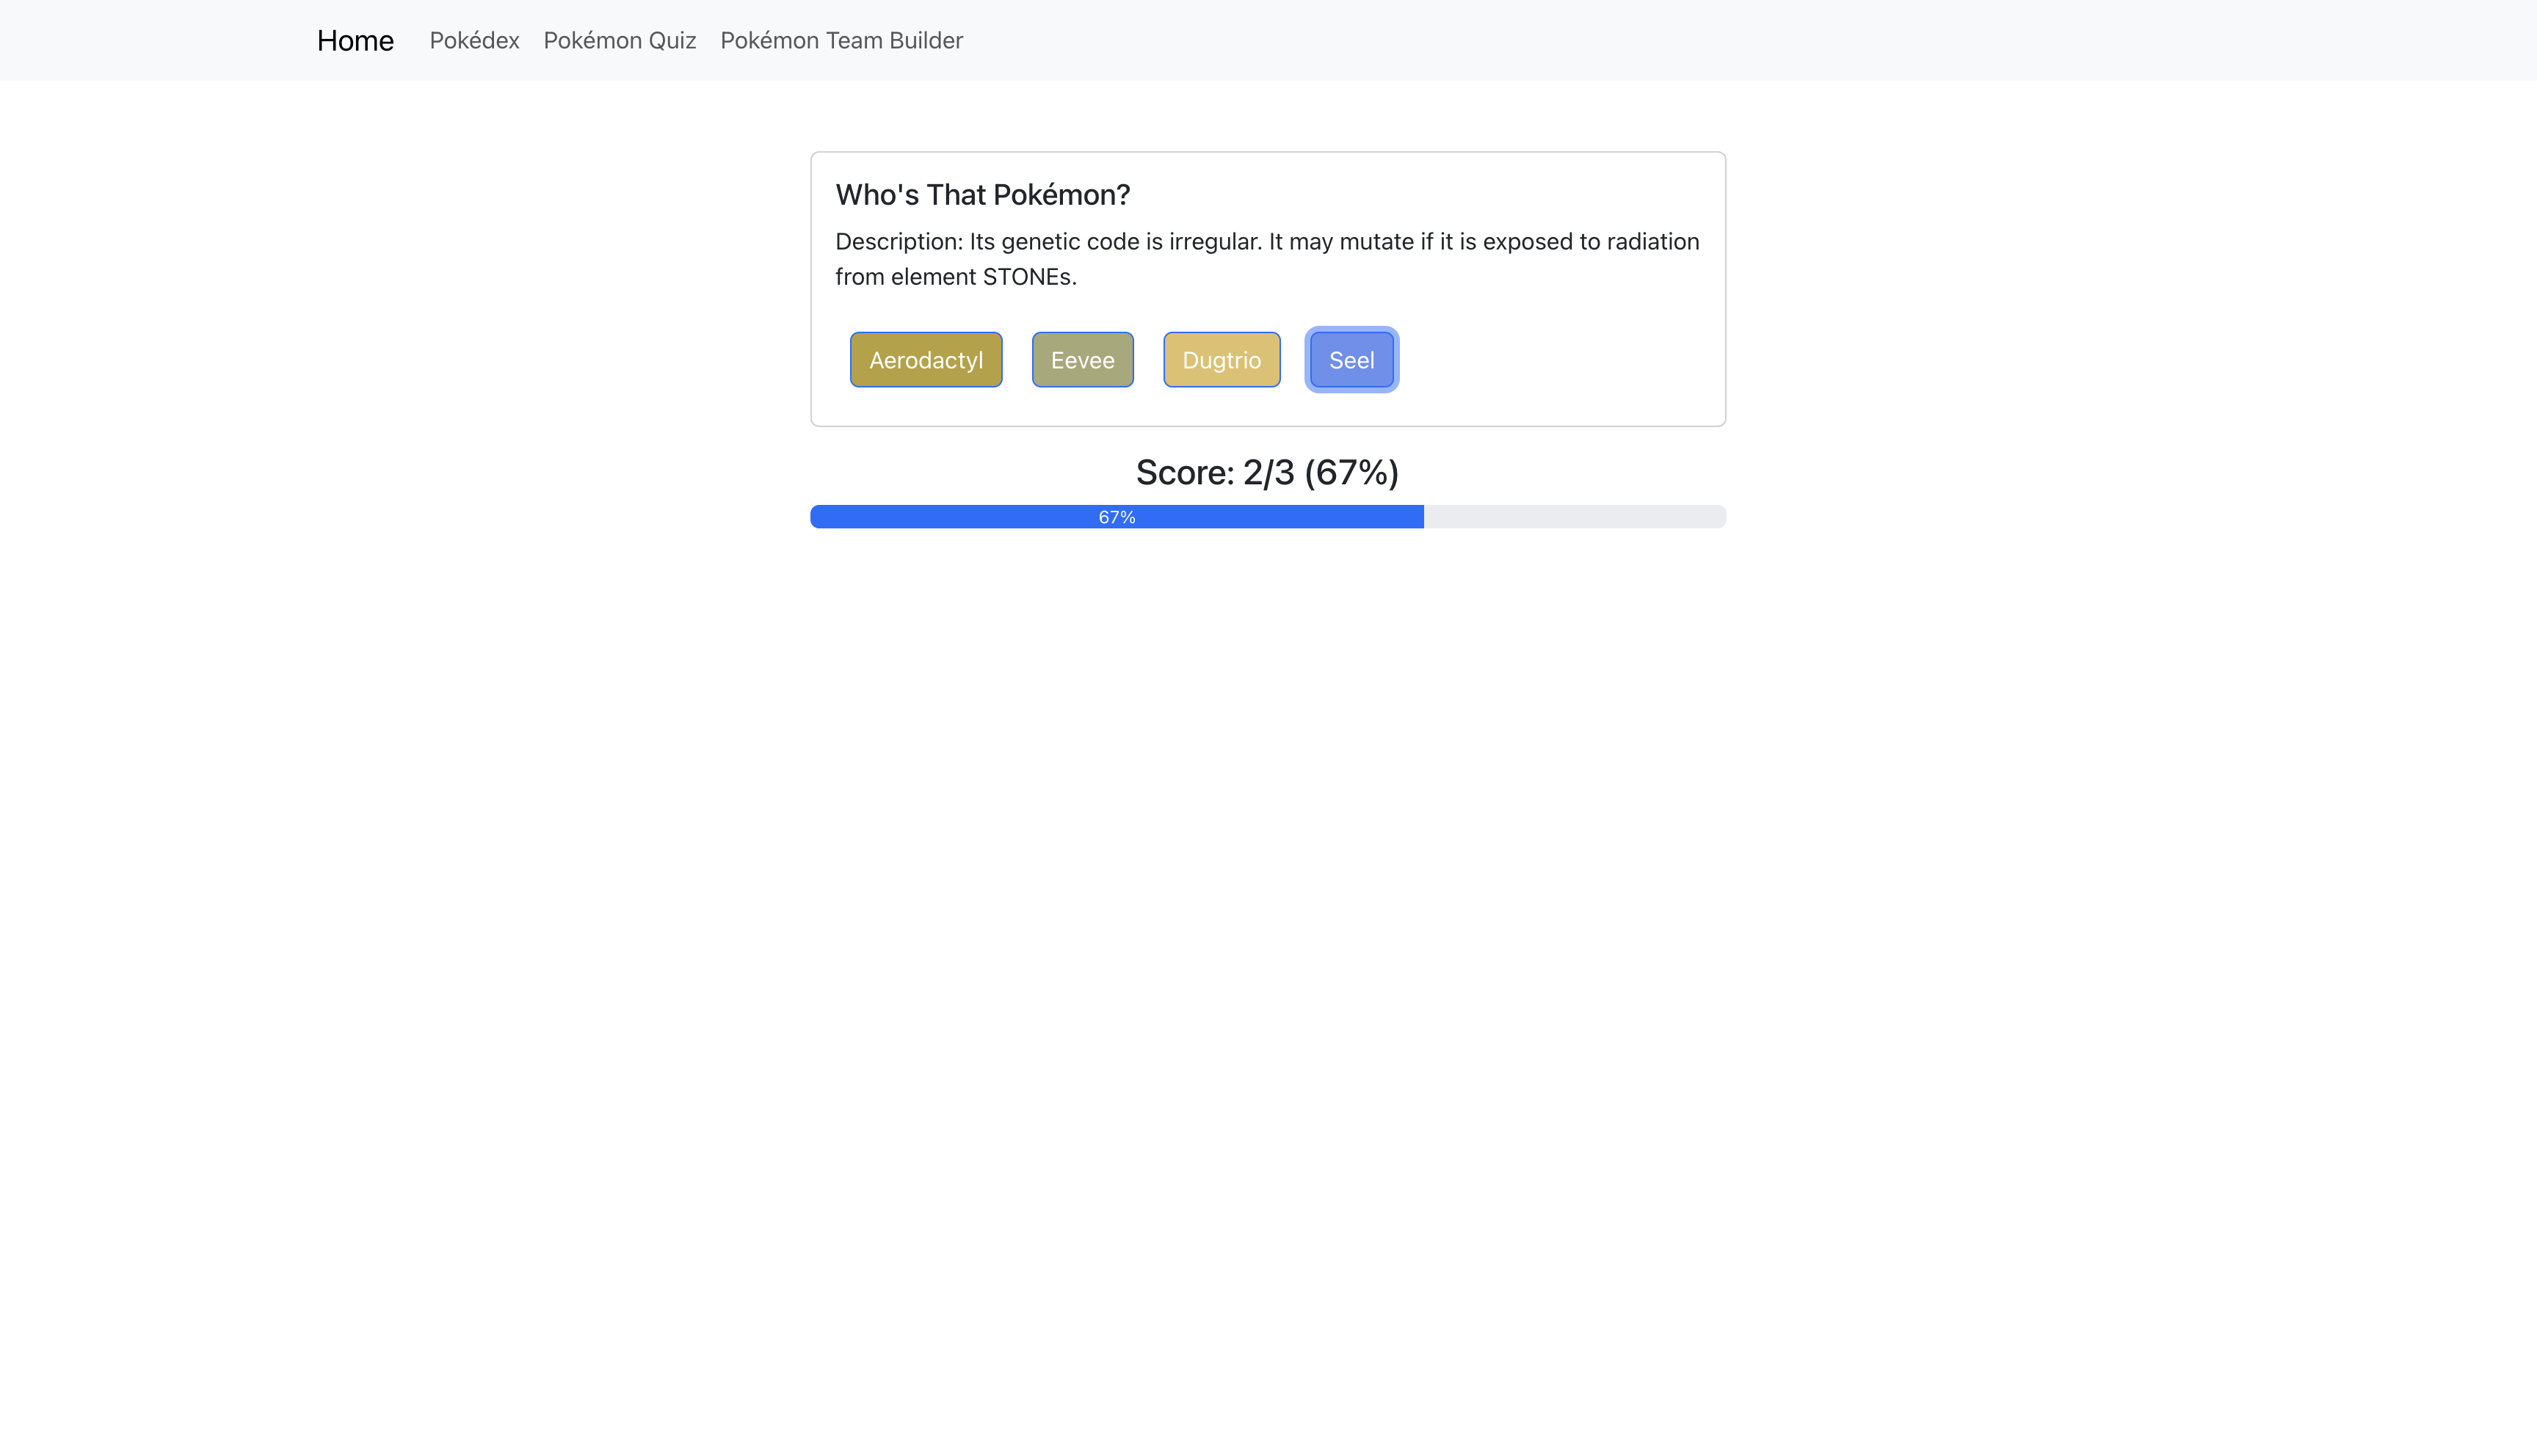 Home Pokédex Pokémon Quiz Pokémon Team Builder
Who's That Pokémon?
Description: Its genetic code is irregular. It may mutate if it is exposed to radiation
from element STONEs.
Aerodactyl Eevee Dugtrio Seel
Score: 2/3 (67%)
67%